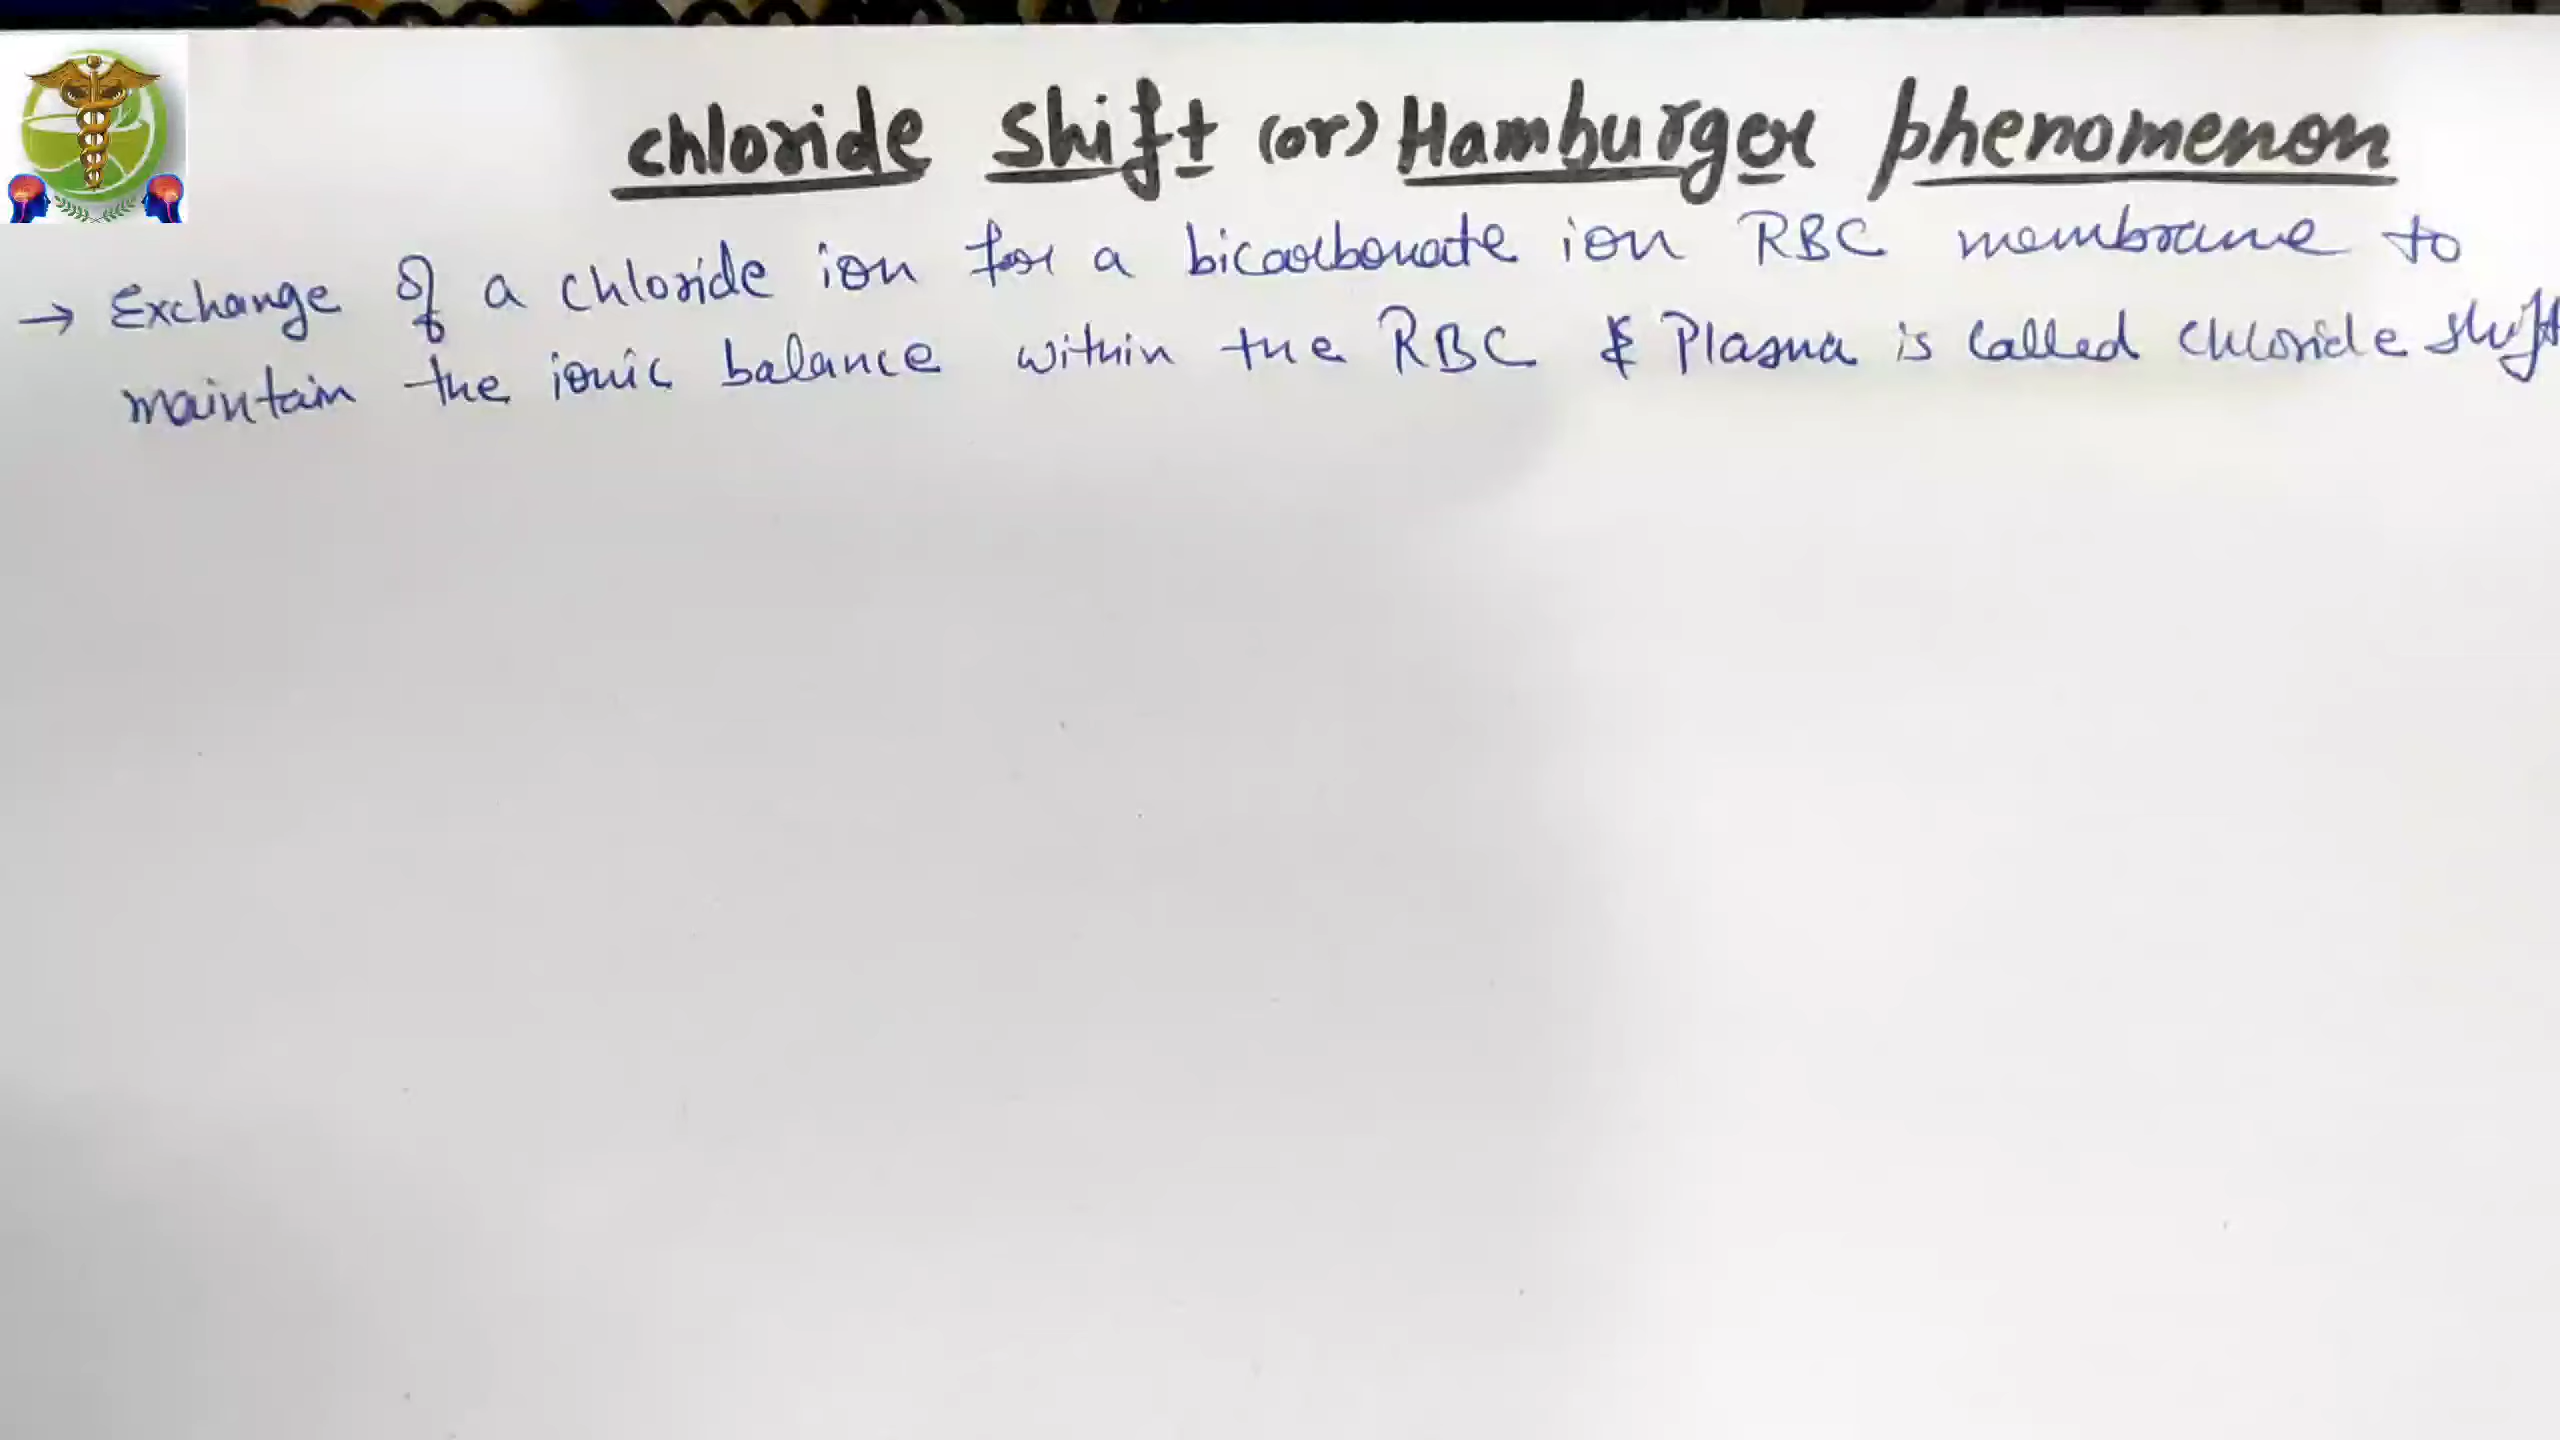 chloride shift (or) Hamburger phenomenon
→ Exchange of a chloride ion for a bicarbonate ion RBC membrane to
maintain the ionic balance within the RBC & Plasma is called chloride shift